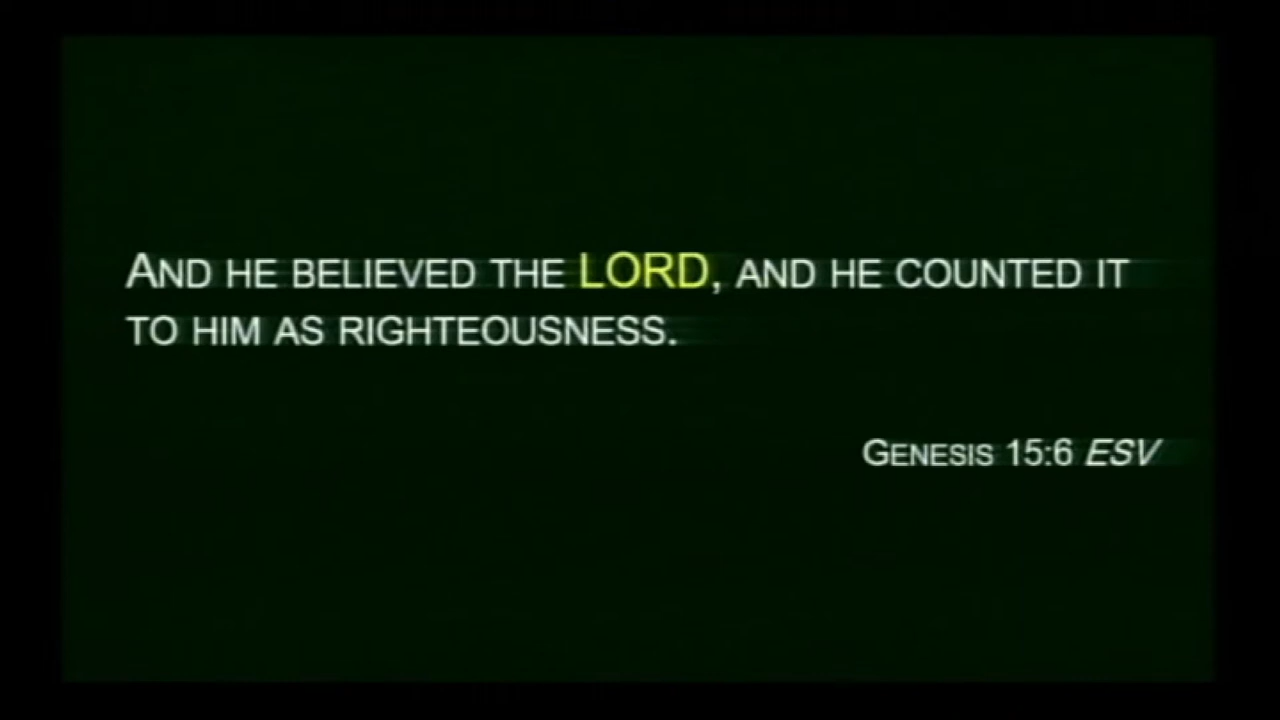 And he believed the LORD, and he counted it
to him as righteousness.
Genesis 15:6 ESV